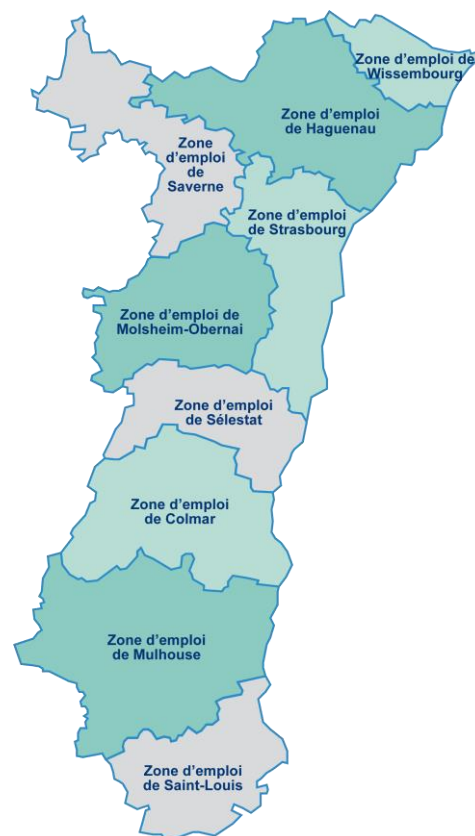 Zone d'emploi de
Wissembourg
Zone d'emploi
de Haguenau
Zone
d'emploi
de
Saverne
Zone d'emploi
de Strasbourg
Zone d'emploi de
Molsheim-Obernai
Zone d'emploi
de Sélestat
Zone d'emploi
de Colmar
Zone d'emploi
de Mulhouse
Zone d'emploi
de Saint-Louis